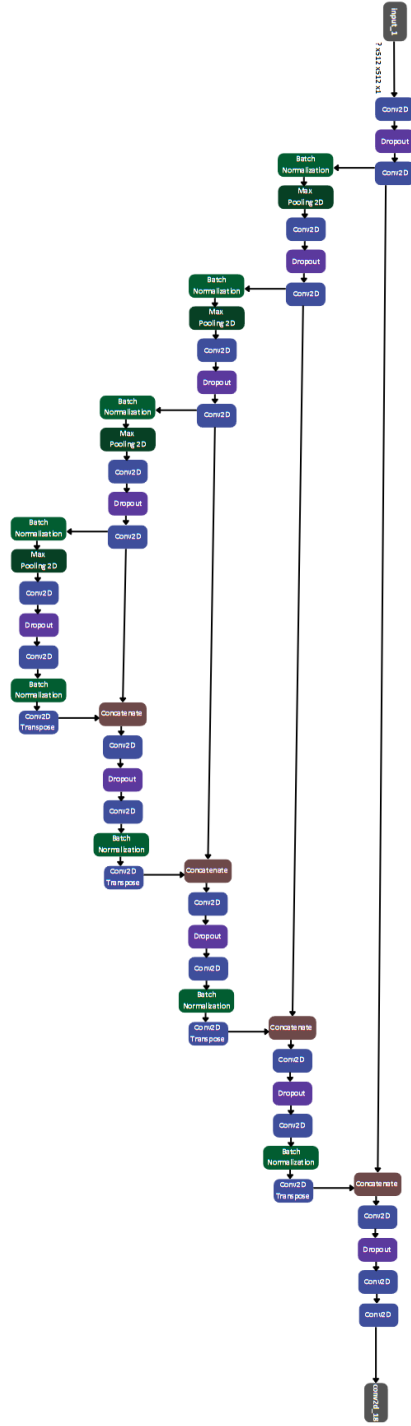 input_1
? x512 x512 x1
Conv2D
Dropout
Conv2D
Batch
Normalization
Max
Pooling 2D
Conv2D
Dropout
Conv2D
Batch
Normalization
Max
Pooling 2D
Conv2D
Dropout
Conv2D
Batch
Normalization
Max
Pooling 2D
Conv2D
Dropout
Conv2D
Batch
Normalization
Max
Pooling 2D
Conv2D
Dropout
Conv2D
Batch
Normalization
Conv2D
Transpose
Concatenate
Conv2D
Dropout
Conv2D
Batch
Normalization
Conv2D
Transpose
Concatenate
Conv2D
Dropout
Conv2D
Batch
Normalization
Conv2D
Transpose
Concatenate
Conv2D
Dropout
Conv2D
Batch
Normalization
Conv2D
Transpose
Concatenate
Conv2D
Dropout
Conv2D
Conv2D
conv2d_18